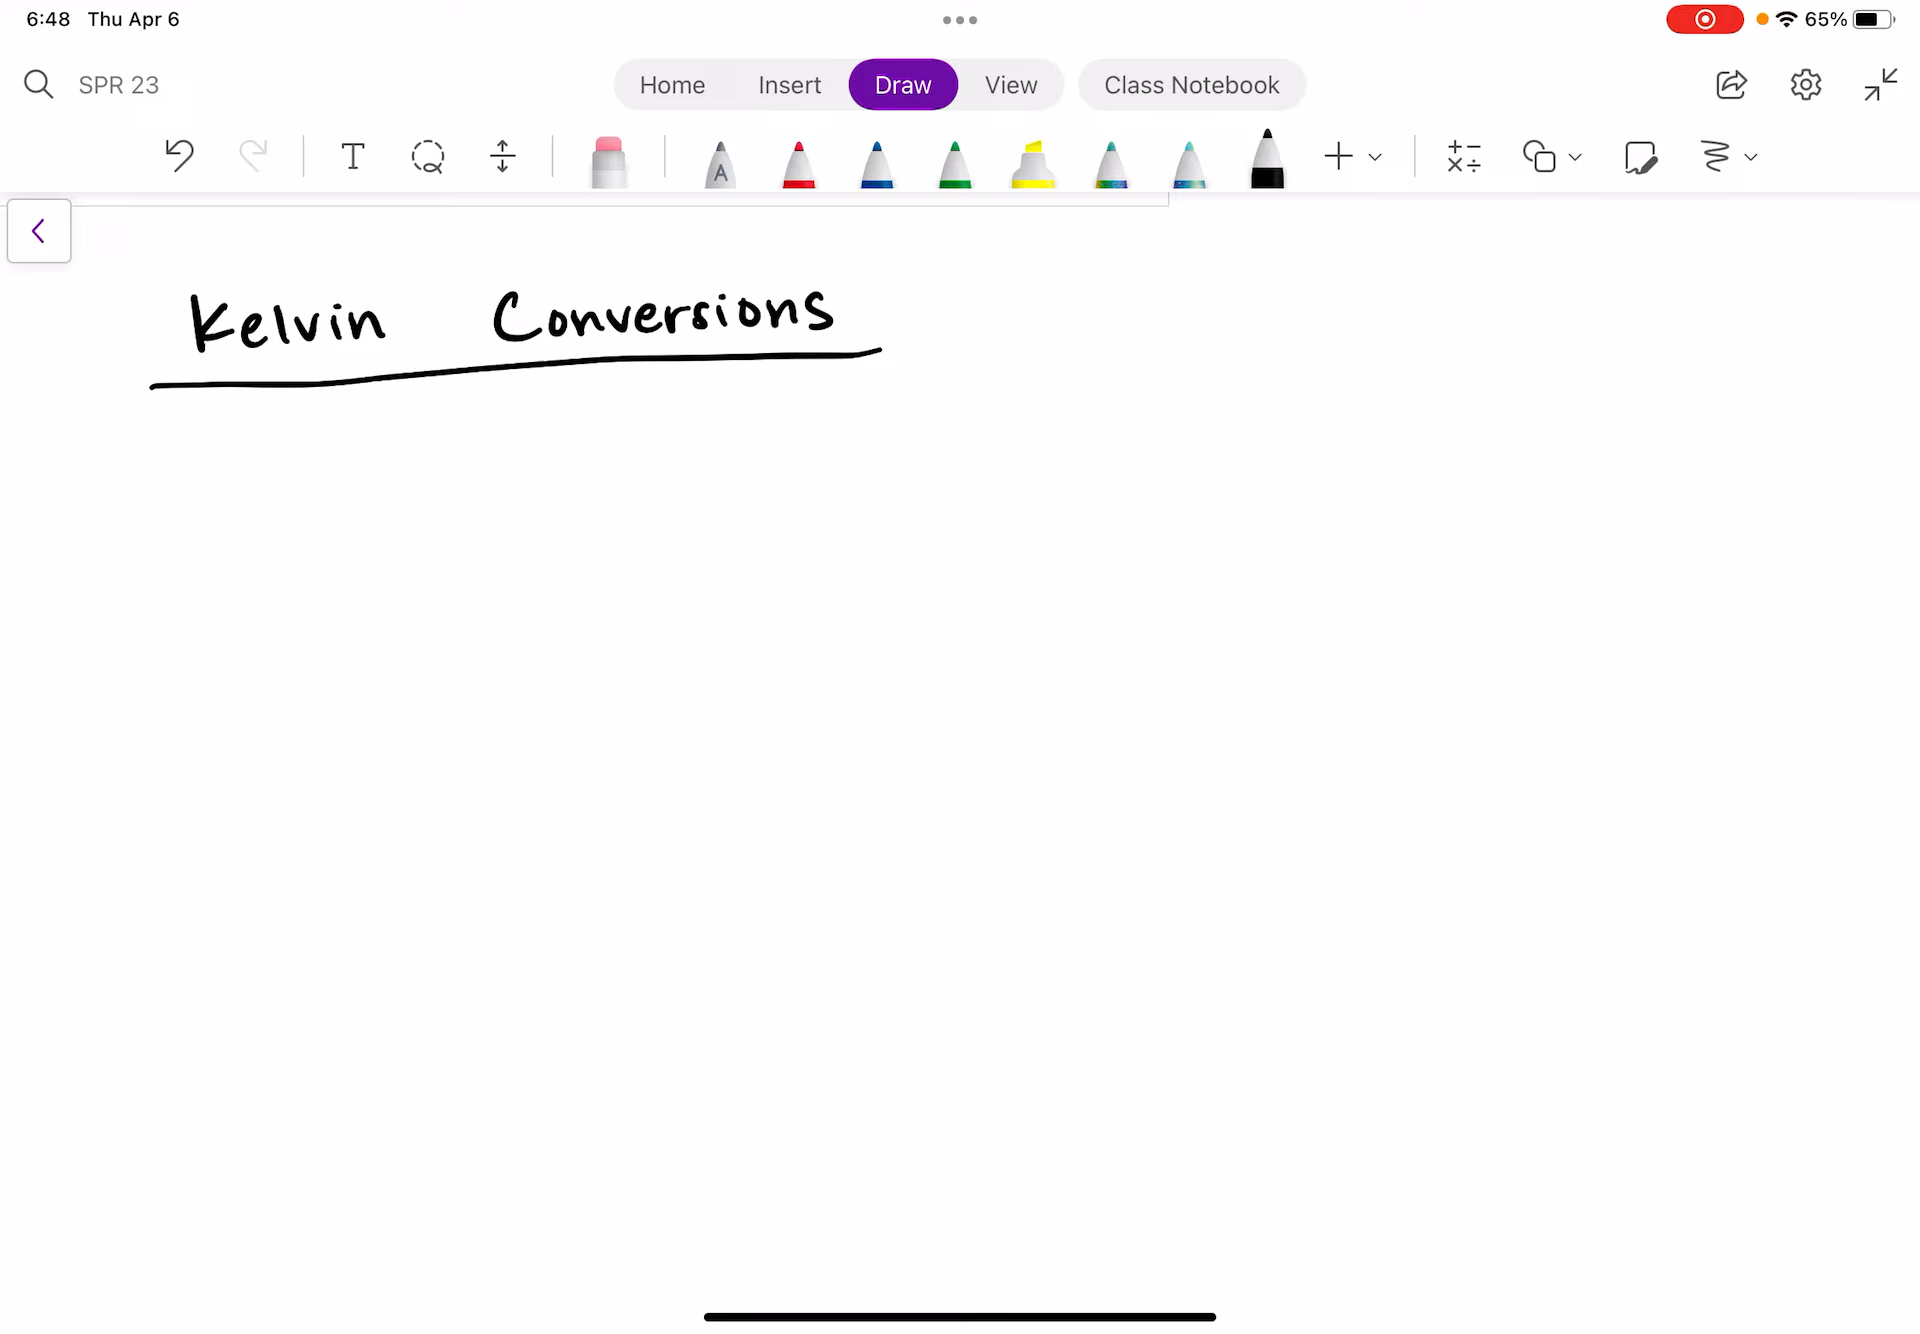 6:48 Thu Apr 6
65%
SPR 23
Home Insert Draw View Class Notebook
T
A
Kelvin Conversions